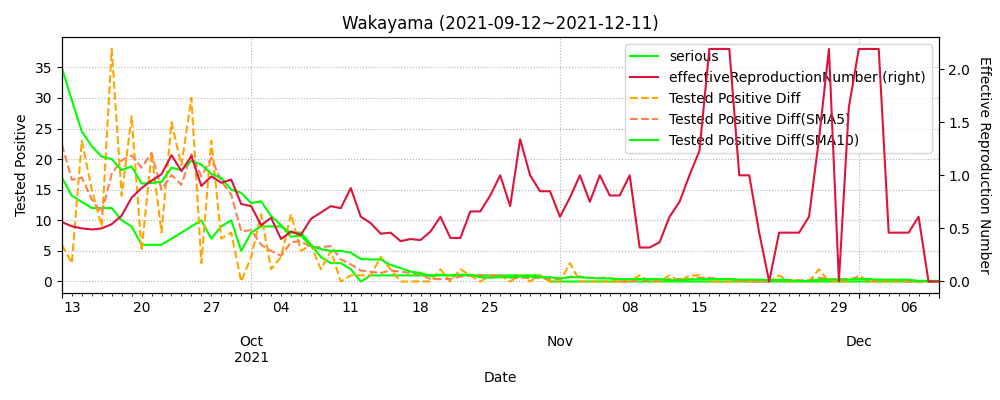 Wakayama (2021-09-12~2021-12-11)
serious
effectiveReproductionNumber (right)
Tested Positive Diff
Tested Positive Diff(SMA5)
Tested Positive Diff(SMA10)
Tested Positive
35
30
25
20
15
10
5
0
Effective Reproduction Number
2.0
1.5
1.0
0.5
0.0
13 20 27 04 11 18 25 08 15 22 29 06
Oct Nov Dec
2021
Date